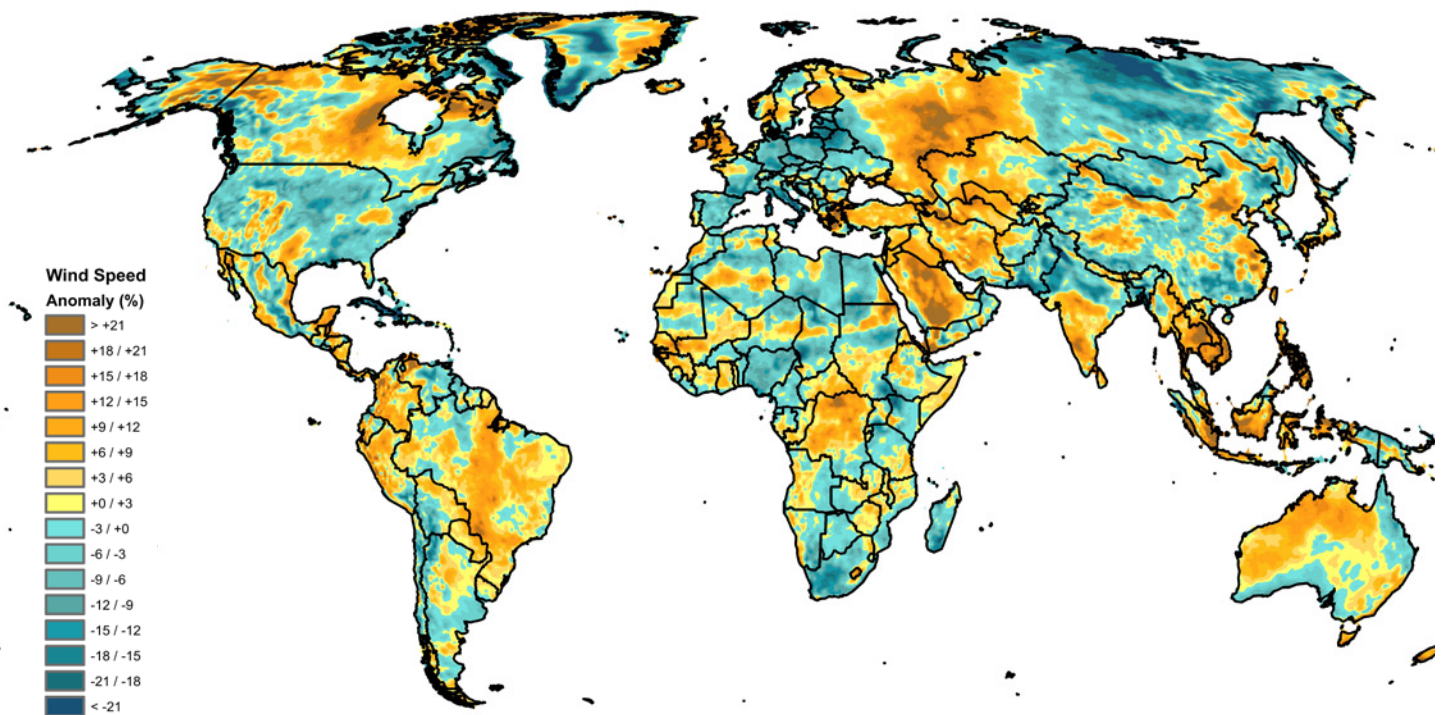 Wind Speed
Anomaly (%)
> +21
+18 / +21
+15 / +18
+12 / +15
+9 / +12
+6 / +9
+3 / +6
+0 / +3
-3 / +0
-6 / -3
-9 / -6
-12 / -9
-15 / -12
-18 / -15
-21 / -18
< -21